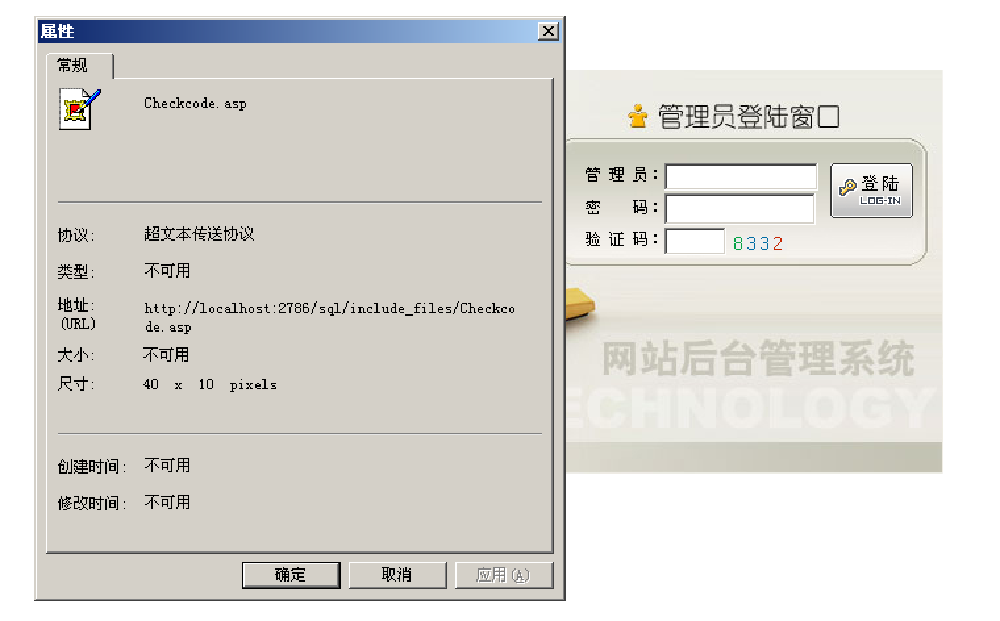 属性
常规
Checkcode.asp
协议:
超文本传送协议
类型:
不可用
地址:
(URL)
http://localhost:2786/sql/include_files/Checkco
de.asp
大小:
不可用
尺寸:
40 x 10 pixels
创建时间:
不可用
修改时间:
不可用
确定
取消
应用(A)
管理员登陆窗口
管 理 员:
密 码:
验 证 码:
8332
登陆
LOG-IN
网站后台管理系统
ECHNOLOGY